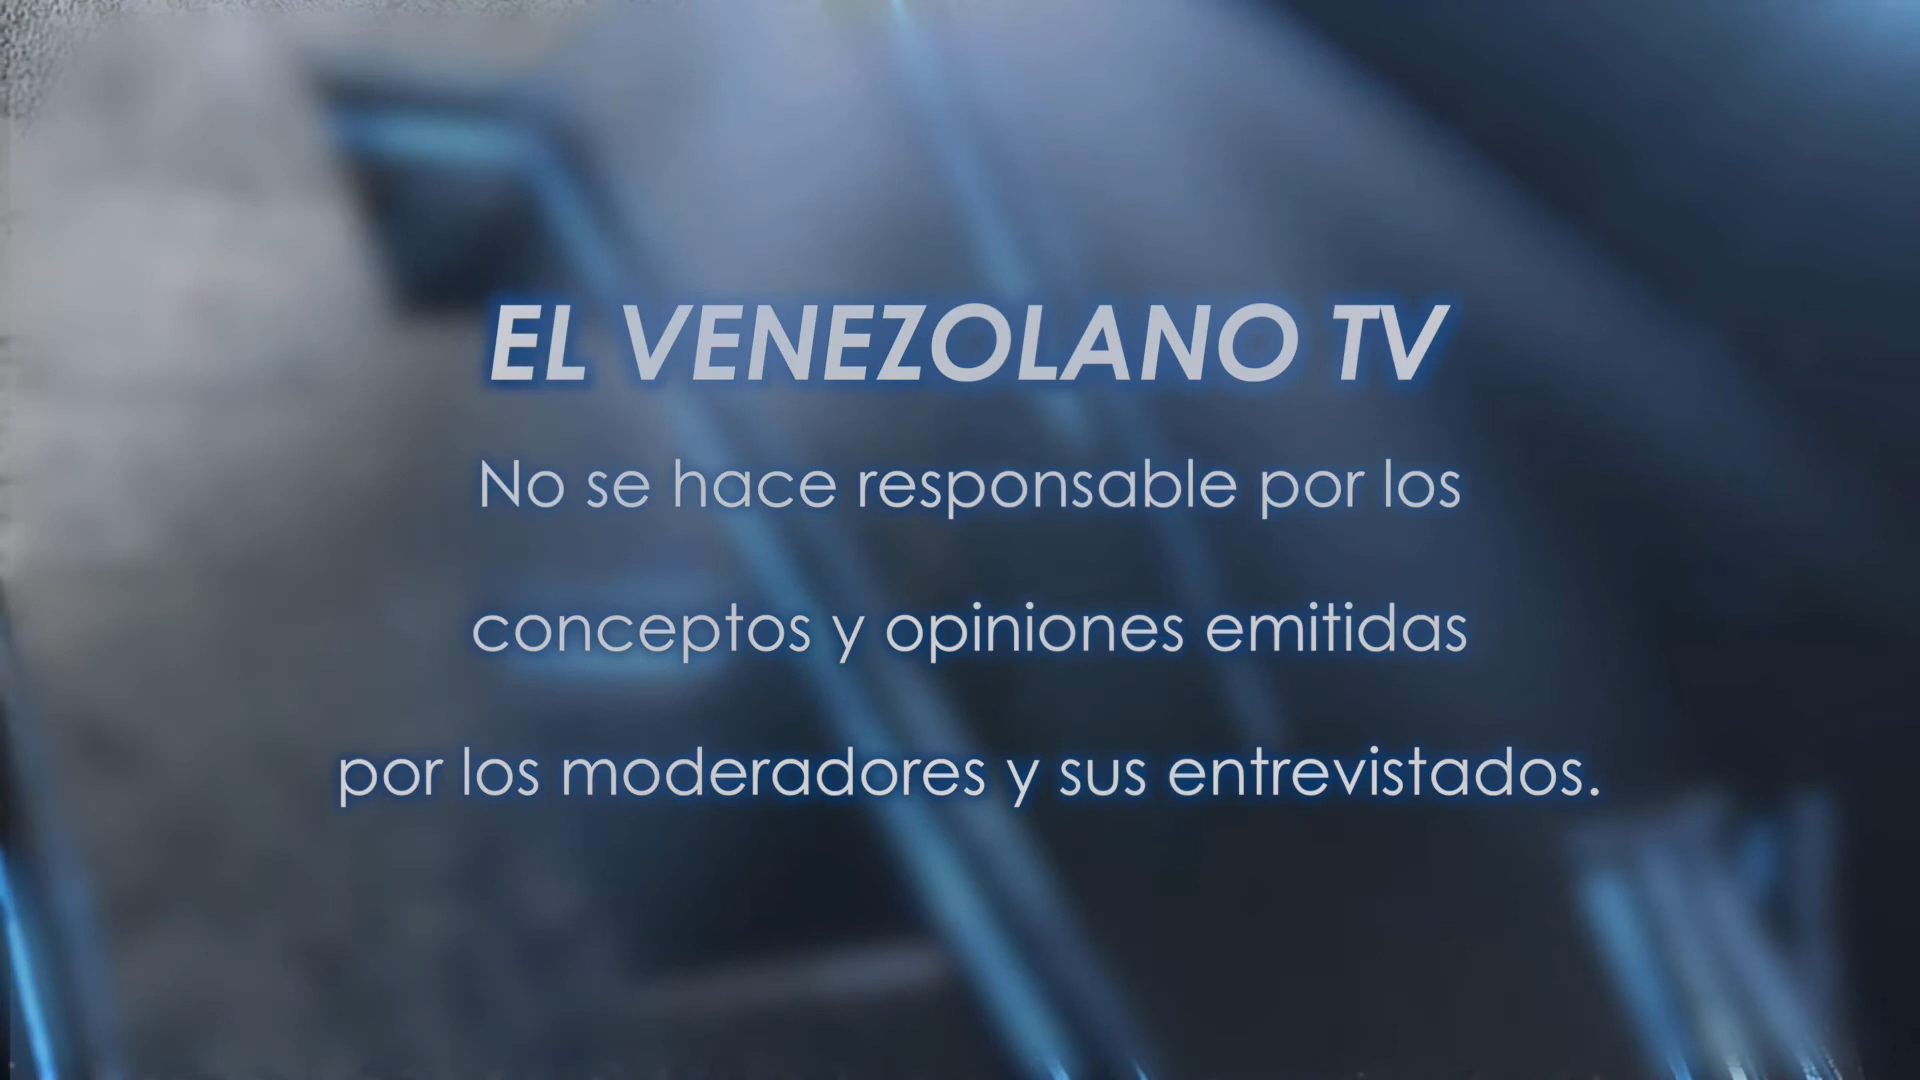 EL VENEZOLANO TV
No se hace responsable por los
conceptos y opiniones emitidas
por los moderadores y sus entrevistados.